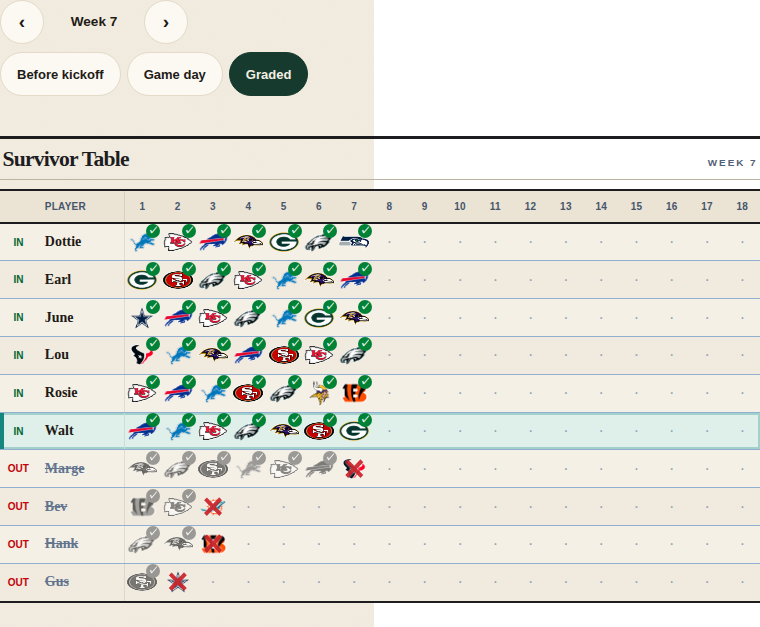 ‹ Week 7 ›
Before kickoff Game day Graded
Survivor Table WEEK 7
PLAYER 1 2 3 4 5 6 7 8 9 10 11 12 13 14 15 16 17 18
IN Dottie
IN Earl
IN June
IN Lou
IN Rosie
IN Walt
OUT Marge
OUT Bev
OUT Hank
OUT Gus